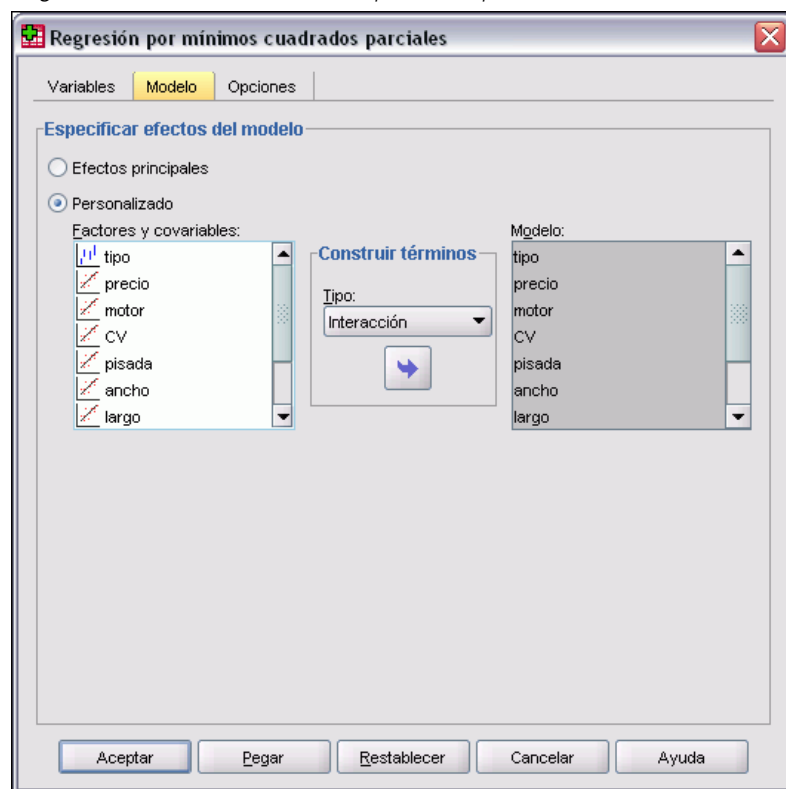 Regresión por mínimos cuadrados parciales
Variables Modelo Opciones
Especificar efectos del modelo
Efectos principales
Personalizado
Factores y covariables:
tipo
precio
motor
CV
pisada
ancho
largo
Construir términos
Tipo:
Interacción
Modelo:
tipo
precio
motor
CV
pisada
ancho
largo
Aceptar Pegar Restablecer Cancelar Ayuda